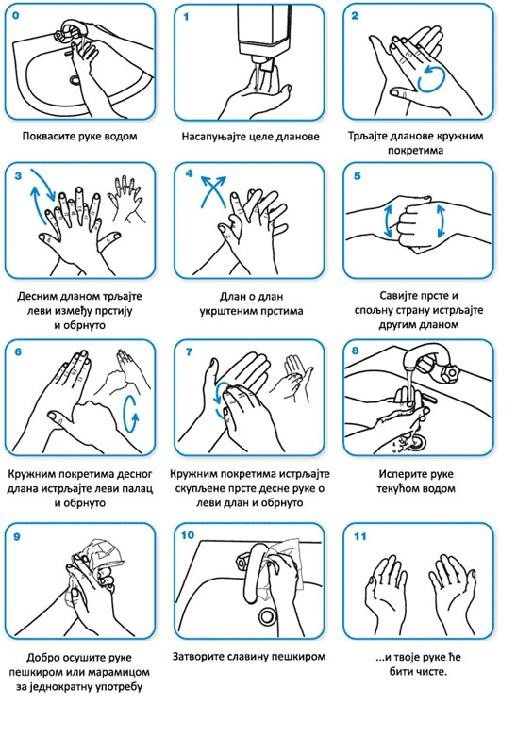 0
Поквасите руке водом
1
Насапуњајте целе дланове
2
Трљајте дланове кружним
покретима
3
Десним дланом трљајте
леви између прстију
и обрнуто
4
Длан о длан
укрштеним прстима
5
Савијте прсте и
спољну страну истрљајте
другим дланом
6
Кружним покретима десног
длана истрљајте леви палац
и обрнуто
7
Кружним покретима истрљајте
скупљене прсте десне руке о
леви длан и обрнуто
8
Исперите руке
текућом водом
9
Добро осушите руке
пешкиром или марамицом
за једнократну употребу
10
Затворите славину пешкиром
11
...и твоје руке ће
бити чисте.